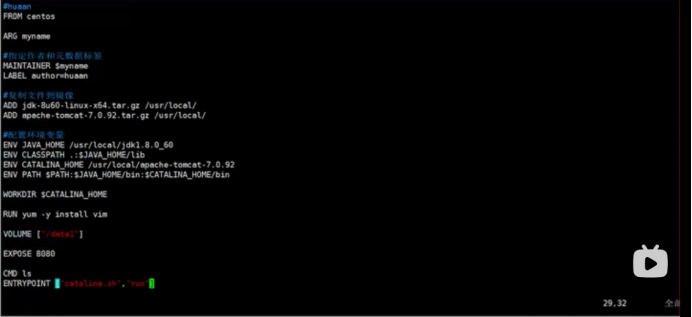 #huaan
FROM centos
ARG myname
#指定作者和元数据标签
MAINTAINER $myname
LABEL author=huaan
#复制文件到镜像
ADD jdk-8u60-linux-x64.tar.gz /usr/local/
ADD apache-tomcat-7.0.92.tar.gz /usr/local/
#配置环境变量
ENV JAVA_HOME /usr/local/jdk1.8.0_60
ENV CLASSPATH .:$JAVA_HOME/lib
ENV CATALINA_HOME /usr/local/apache-tomcat-7.0.92
ENV PATH $PATH:$JAVA_HOME/bin:$CATALINA_HOME/bin
WORKDIR $CATALINA_HOME
RUN yum -y install vim
VOLUME ["/data1"]
EXPOSE 8080
CMD ls
ENTRYPOINT ["catalina.sh","run"]
29,32 全